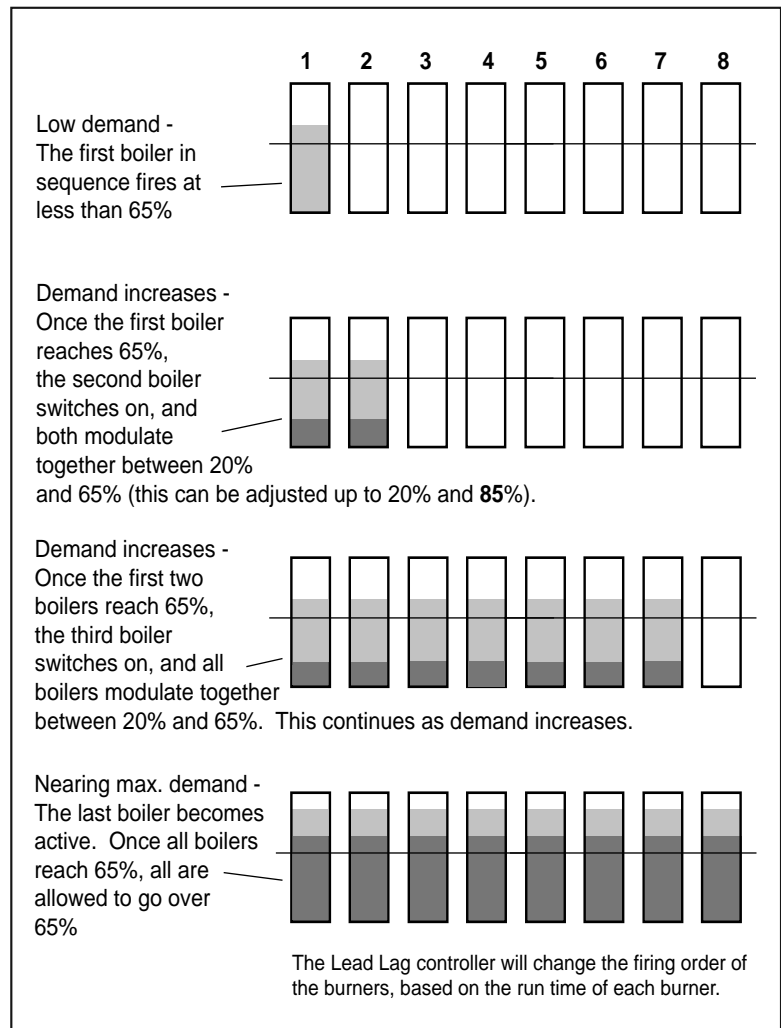 1 2 3 4 5 6 7 8
Low demand -
The first boiler in
sequence fires at
less than 65%
Demand increases -
Once the first boiler
reaches 65%,
the second boiler
switches on, and
both modulate
together between 20%
and 65% (this can be adjusted up to 20% and 85%).
Demand increases -
Once the first two
boilers reach 65%,
the third boiler
switches on, and all
boilers modulate together
between 20% and 65%.  This continues as demand increases.
Nearing max. demand -
The last boiler becomes
active.  Once all boilers
reach 65%, all are
allowed to go over
65%
The Lead Lag controller will change the firing order of
the burners, based on the run time of each burner.